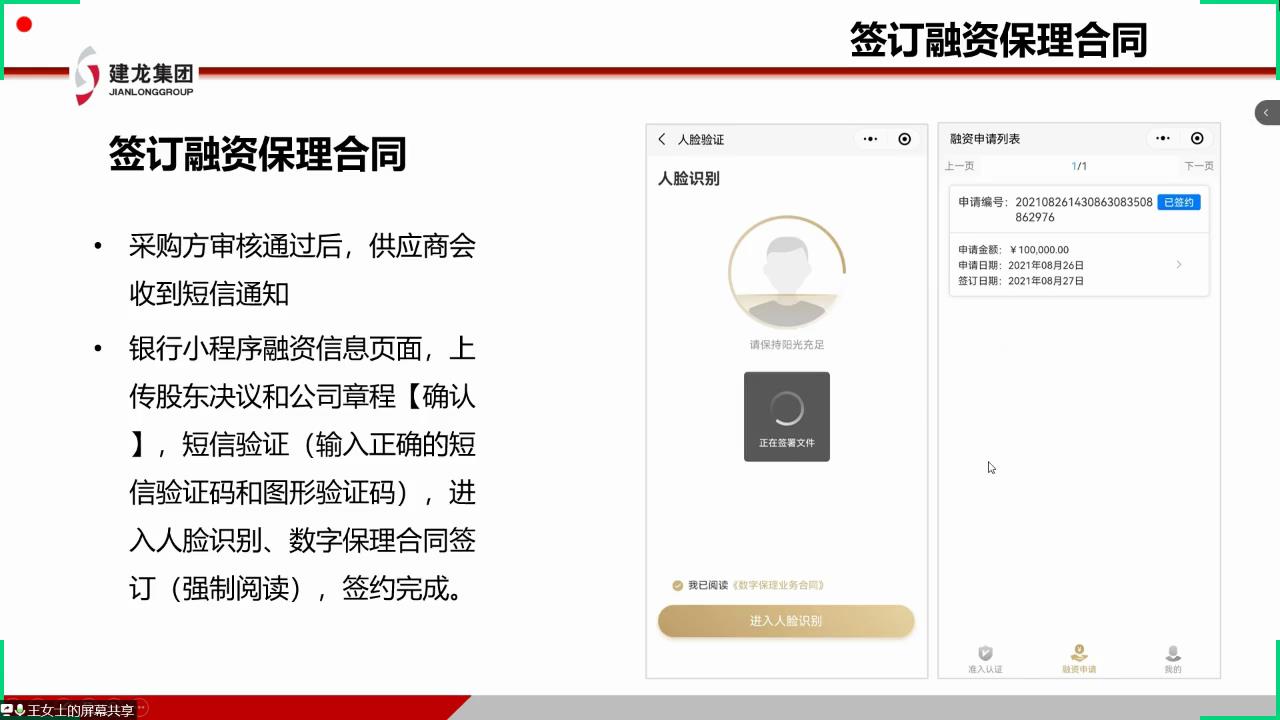 签订融资保理合同
建龙集团
JIANLONGGROUP
签订融资保理合同
• 采购方审核通过后，供应商会
收到短信通知
• 银行小程序融资信息页面，上
传股东决议和公司章程【确认
】，短信验证（输入正确的短
信验证码和图形验证码），进
入人脸识别、数字保理合同签
订（强制阅读），签约完成。
人脸验证
人脸识别
请保持阳光充足
正在签署文件
我已阅读《数字保理业务合同》
进入人脸识别
融资申请列表
上一页 1/1 下一页
申请编号： 202108261430863083508 已签约
862976
申请金额：￥100,000.00
申请日期：2021年08月26日
签订日期：2021年08月27日
准入认证 融资申请 我的
王女士的屏幕共享